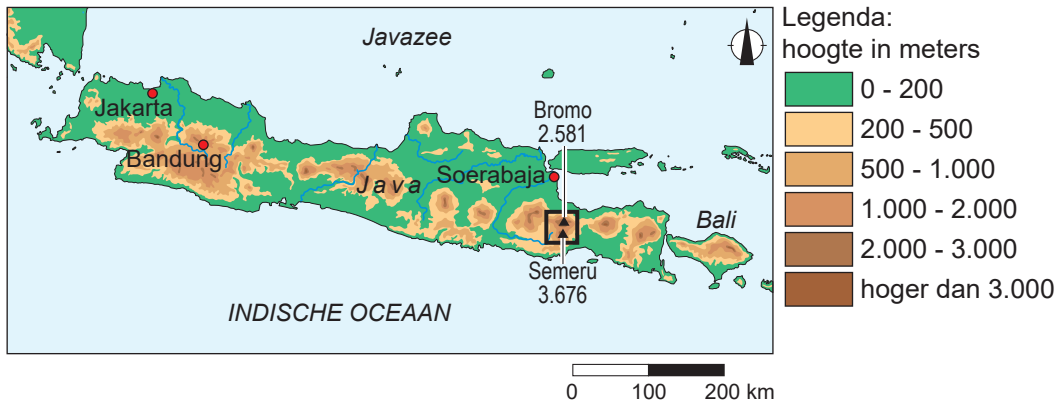 Javazee
Jakarta
Bandung
Java
Soerabaja
Bromo
2.581
Semeru
3.676
Bali
INDISCHE OCEAAN
Legenda:
hoogte in meters
0 - 200
200 - 500
500 - 1.000
1.000 - 2.000
2.000 - 3.000
hoger dan 3.000
0 100 200 km